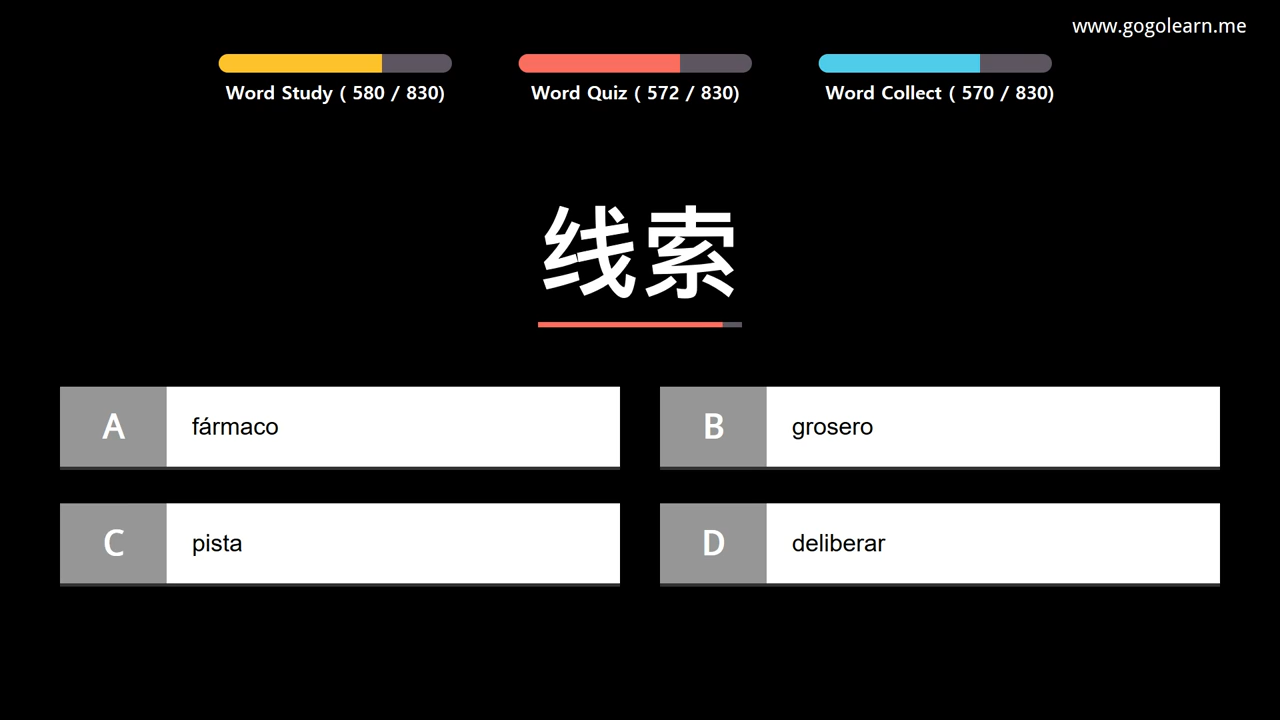 www.gogolearn.me
Word Study ( 580 / 830)
Word Quiz ( 572 / 830)
Word Collect ( 570 / 830)
线索
A fármaco
B grosero
C pista
D deliberar